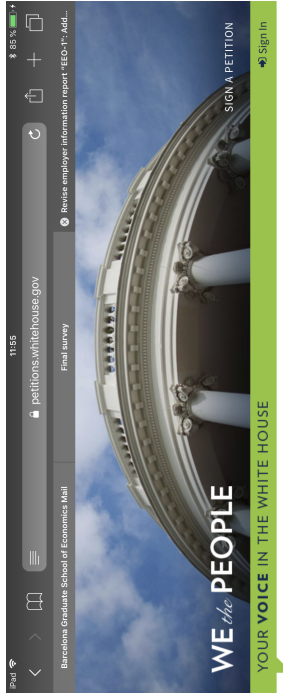 iPad 11:55 85 %
petitions.whitehouse.gov
Barcelona Graduate School of Economics Mail Final survey Revise employer information report "EEO-1": Add...
WE the PEOPLE SIGN A PETITION
YOUR VOICE IN THE WHITE HOUSE Sign In